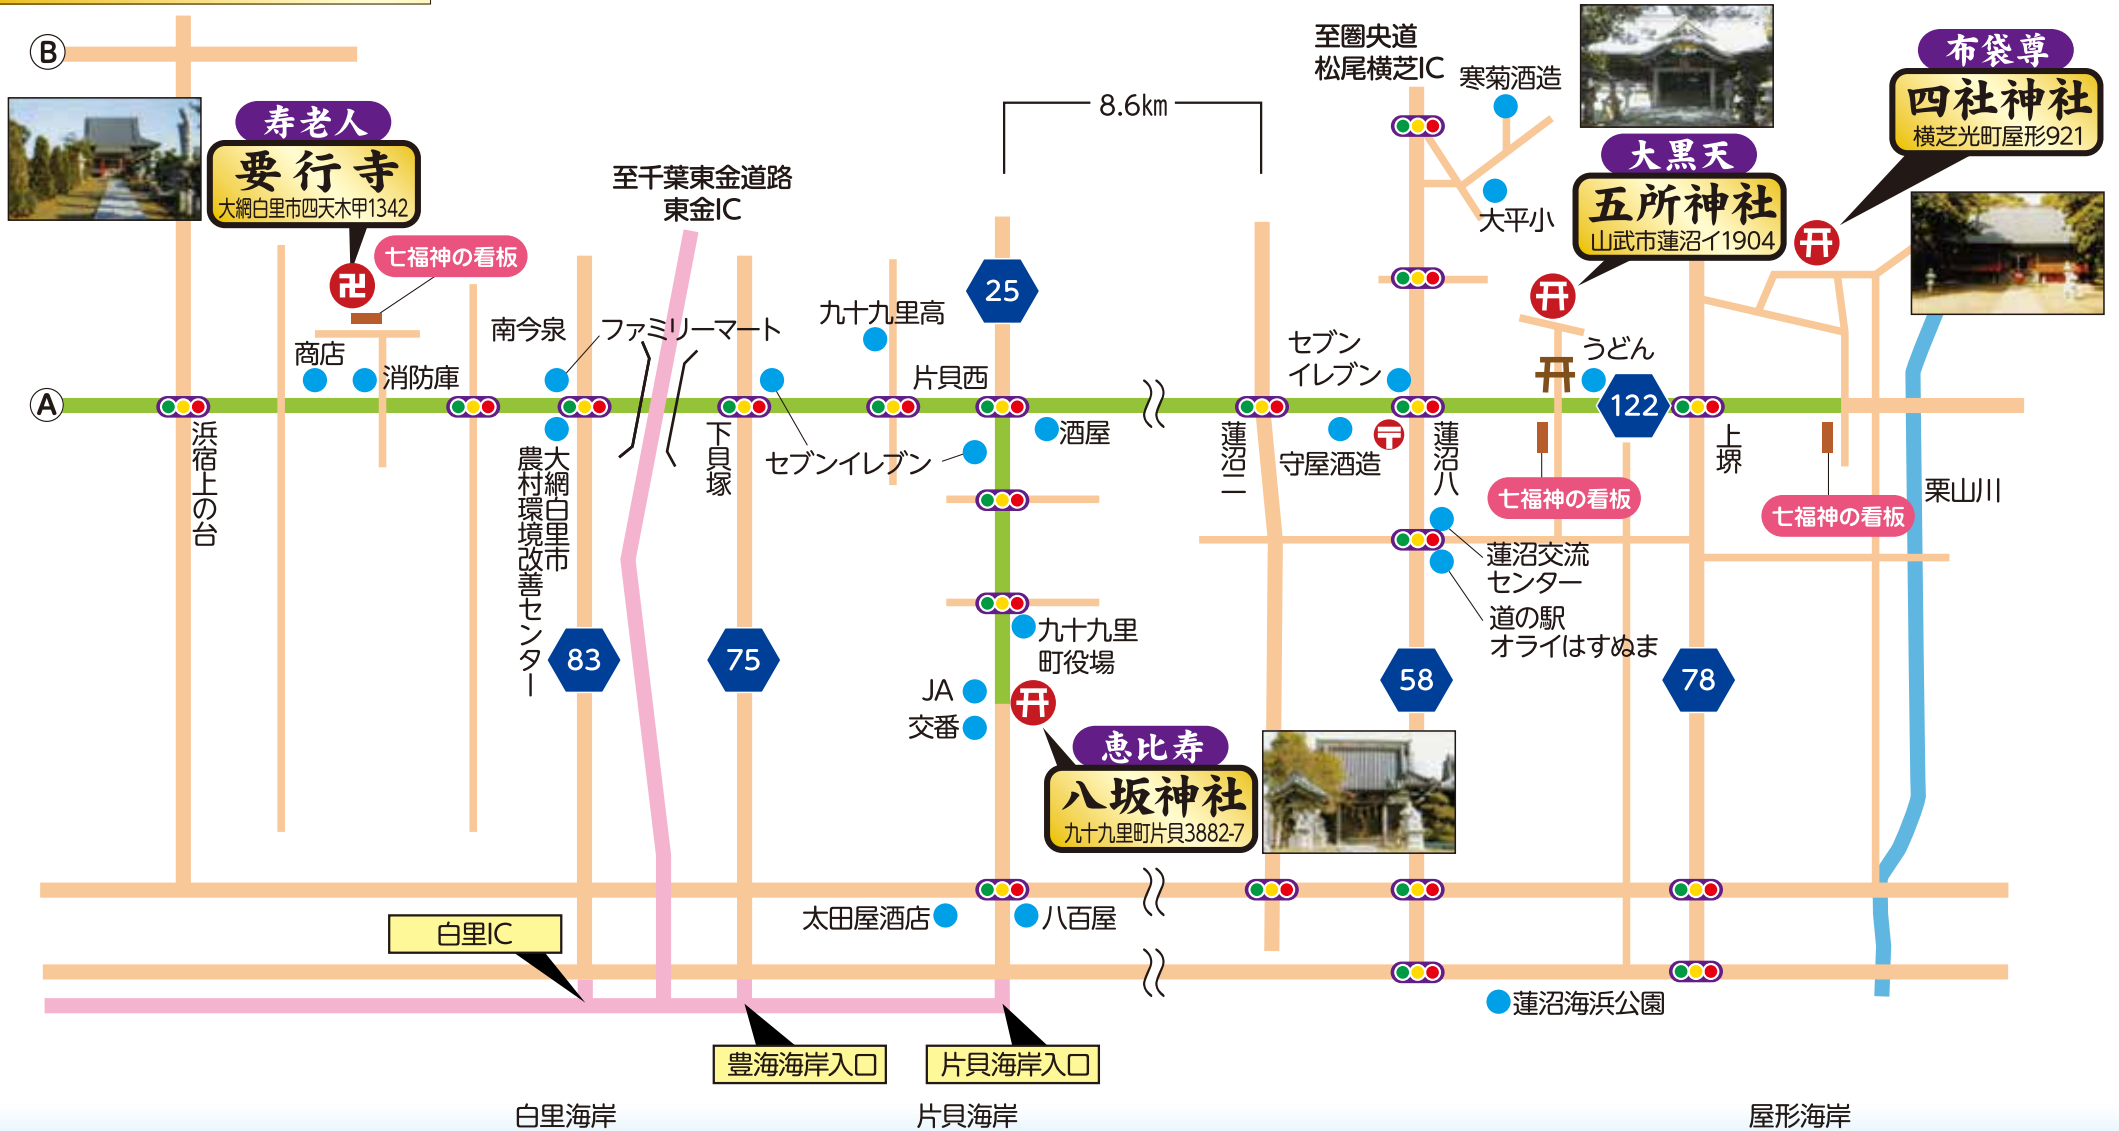 B
寿老人
要行寺
大網白里市四天木甲1342
七福神の看板
商店
消防庫
A
浜宿上の台
南今泉
ファミリーマート
大網白里市
農村環境改善センター
83
至千葉東金道路
東金IC
下貝塚
75
セブンイレブン
九十九里高
片貝西
25
酒屋
8.6km
九十九里
町役場
JA
交番
恵比寿
八坂神社
九十九里町片貝3882-7
太田屋酒店
八百屋
白里IC
豊海海岸入口
片貝海岸入口
白里海岸
片貝海岸
至圏央道
松尾横芝IC
寒菊酒造
大平小
セブン
イレブン
蓮沼二
守屋酒造
〒
蓮沼八
大黒天
五所神社
山武市蓮沼イ1904
うどん
122
七福神の看板
蓮沼交流
センター
道の駅
オライはすぬま
58
78
上堺
布袋尊
四社神社
横芝光町屋形921
七福神の看板
栗山川
蓮沼海浜公園
屋形海岸